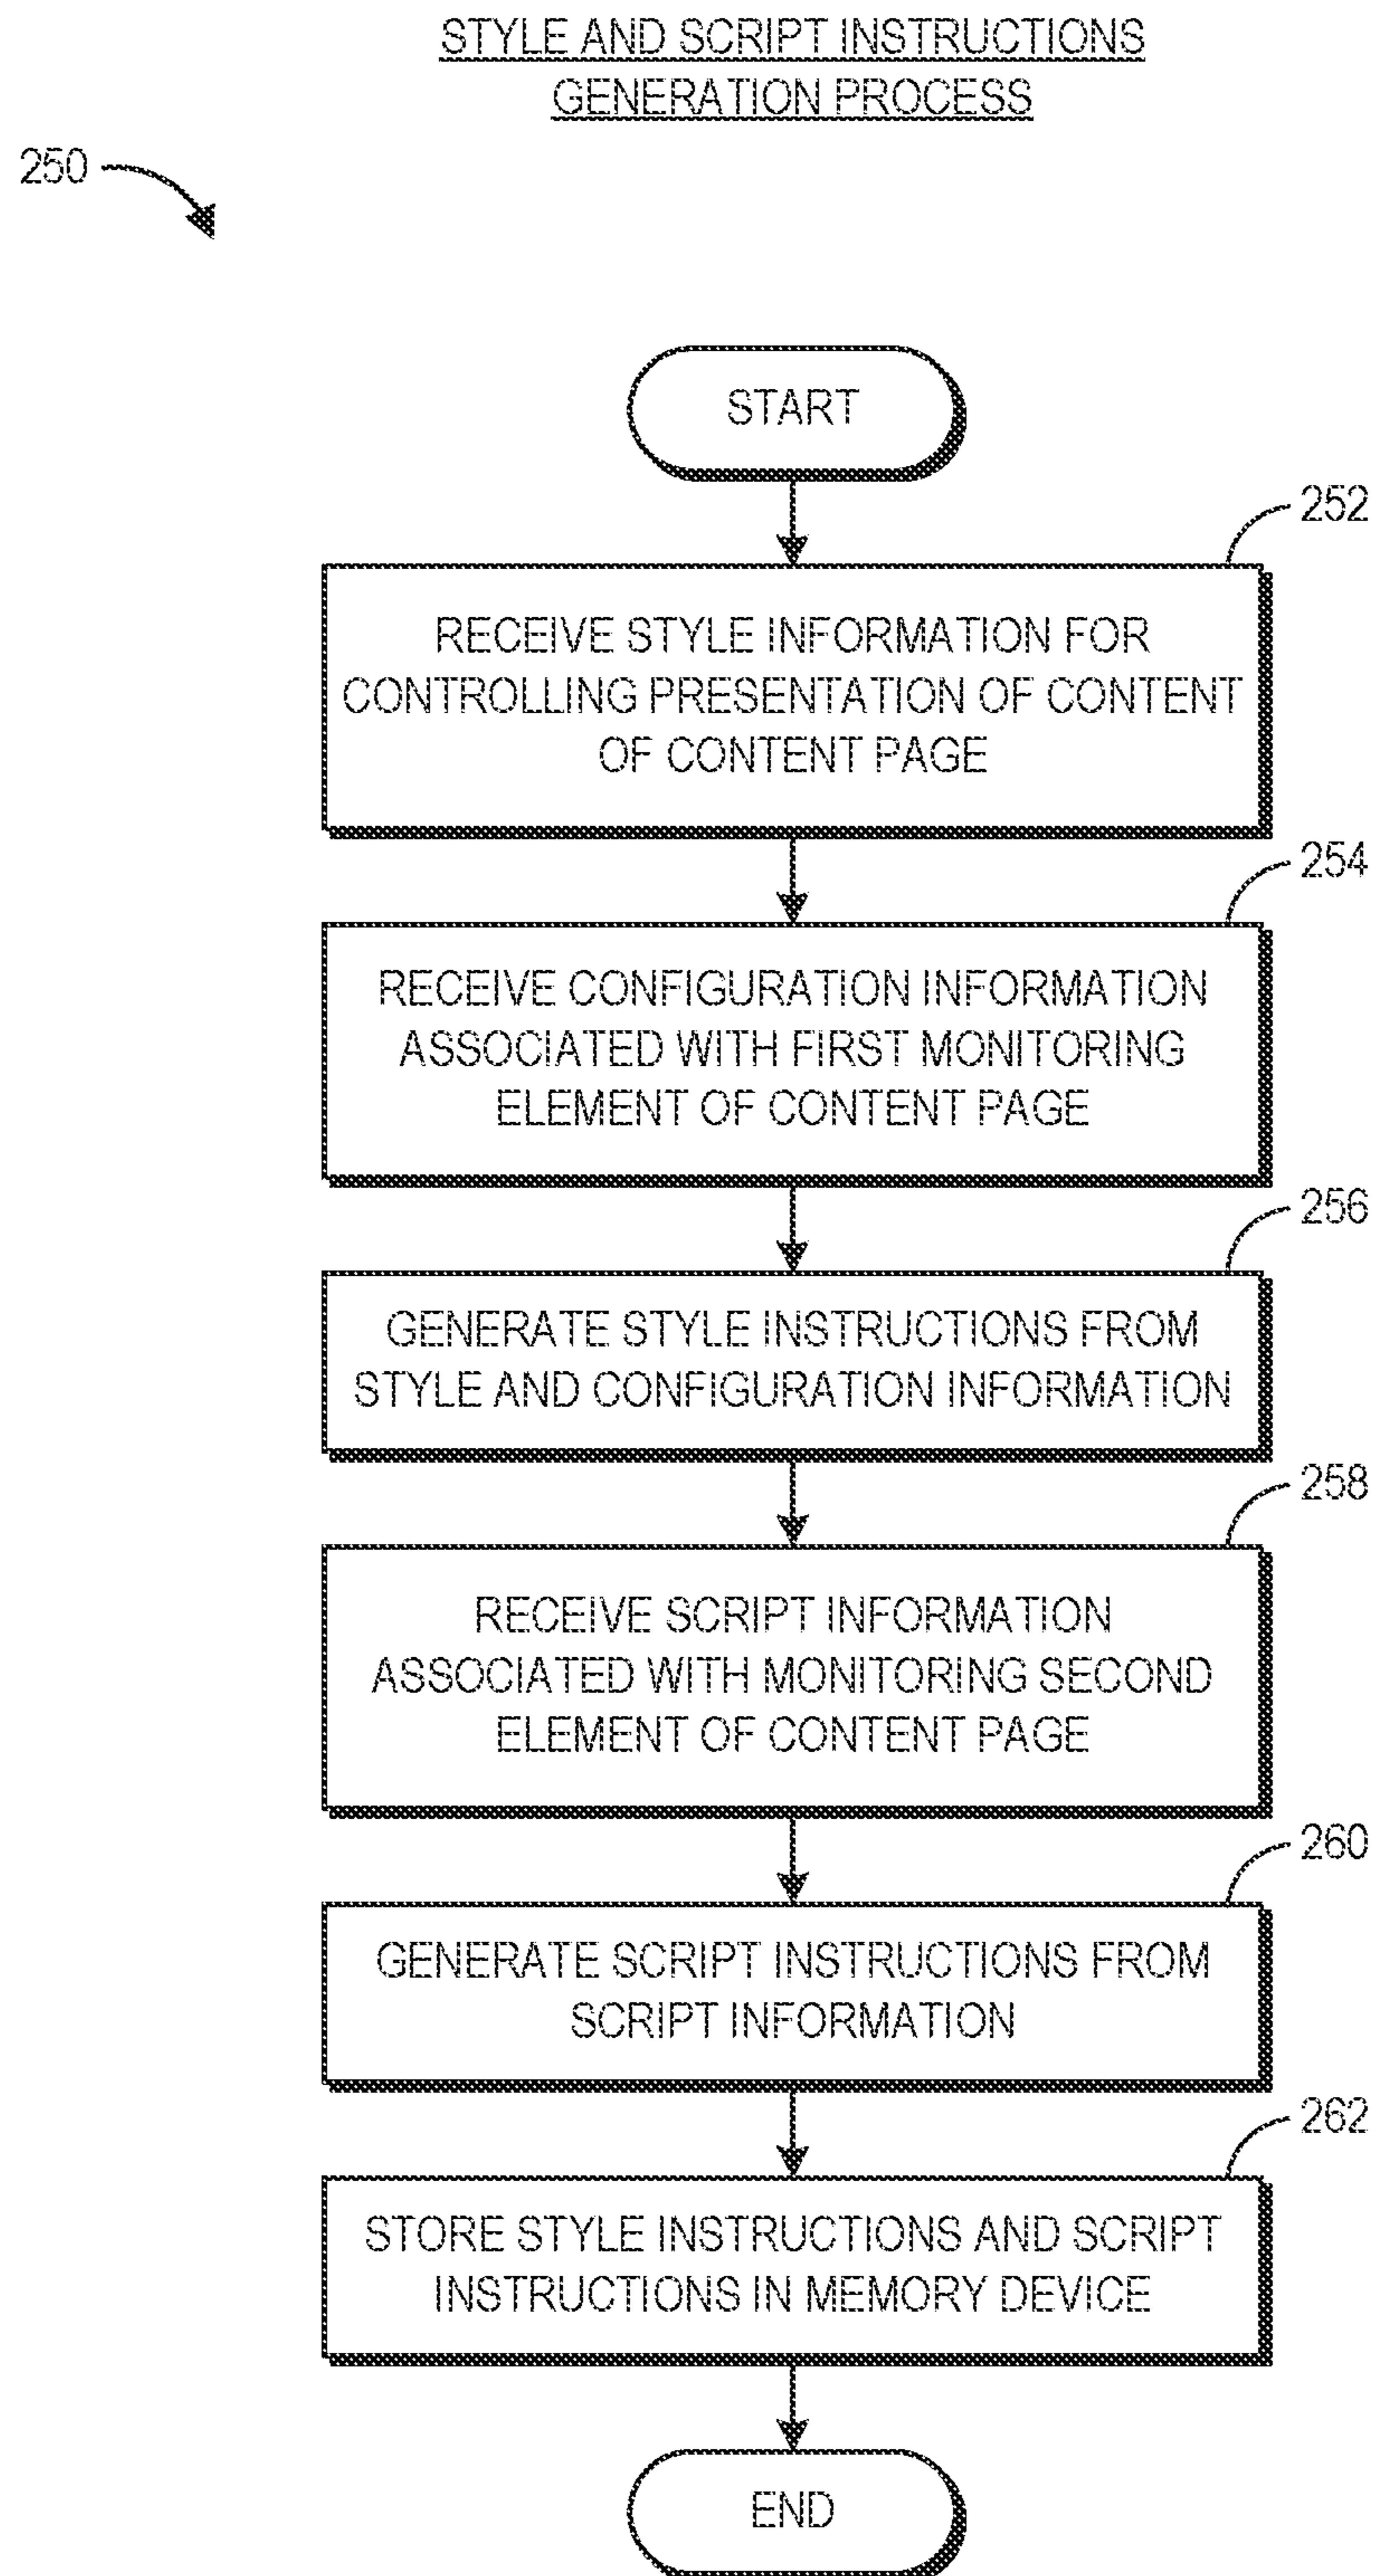 STYLE AND SCRIPT INSTRUCTIONS
GENERATION PROCESS
250
START
252
RECEIVE STYLE INFORMATION FOR
CONTROLLING PRESENTATION OF CONTENT
OF CONTENT PAGE
254
RECEIVE CONFIGURATION INFORMATION
ASSOCIATED WITH FIRST MONITORING
ELEMENT OF CONTENT PAGE
256
GENERATE STYLE INSTRUCTIONS FROM
STYLE AND CONFIGURATION INFORMATION
258
RECEIVE SCRIPT INFORMATION
ASSOCIATED WITH MONITORING SECOND
ELEMENT OF CONTENT PAGE
260
GENERATE SCRIPT INSTRUCTIONS FROM
SCRIPT INFORMATION
262
STORE STYLE INSTRUCTIONS AND SCRIPT
INSTRUCTIONS IN MEMORY DEVICE
END